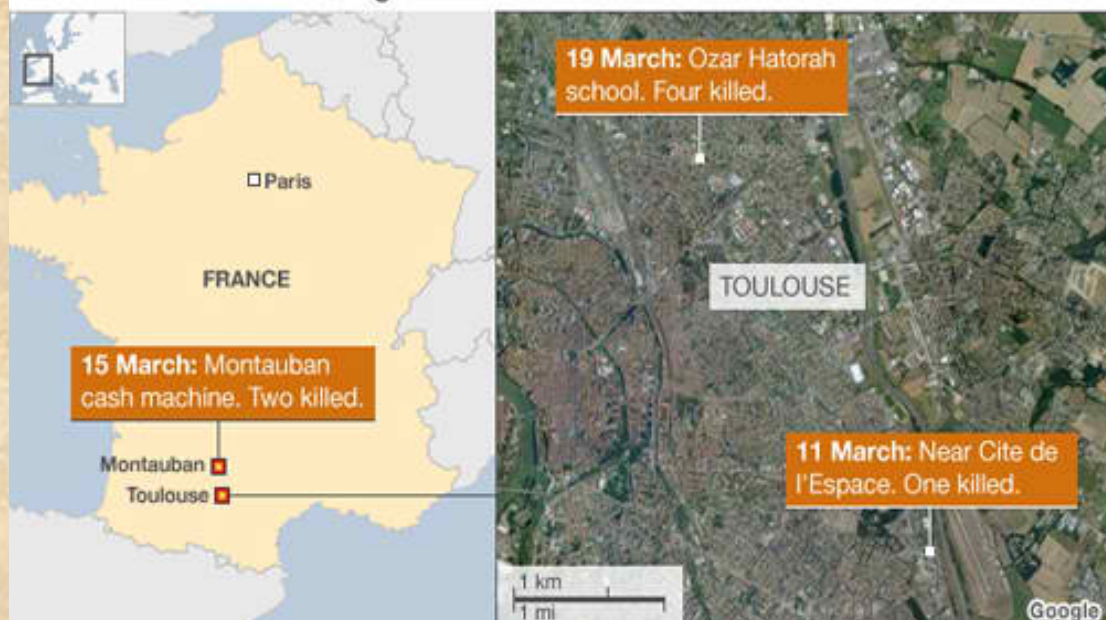 Paris
FRANCE
15 March: Montauban
cash machine. Two killed.
Montauban
Toulouse
19 March: Ozar Hatorah
school. Four killed.
TOULOUSE
11 March: Near Cite de
l'Espace. One killed.
1 km
1 mi
Google